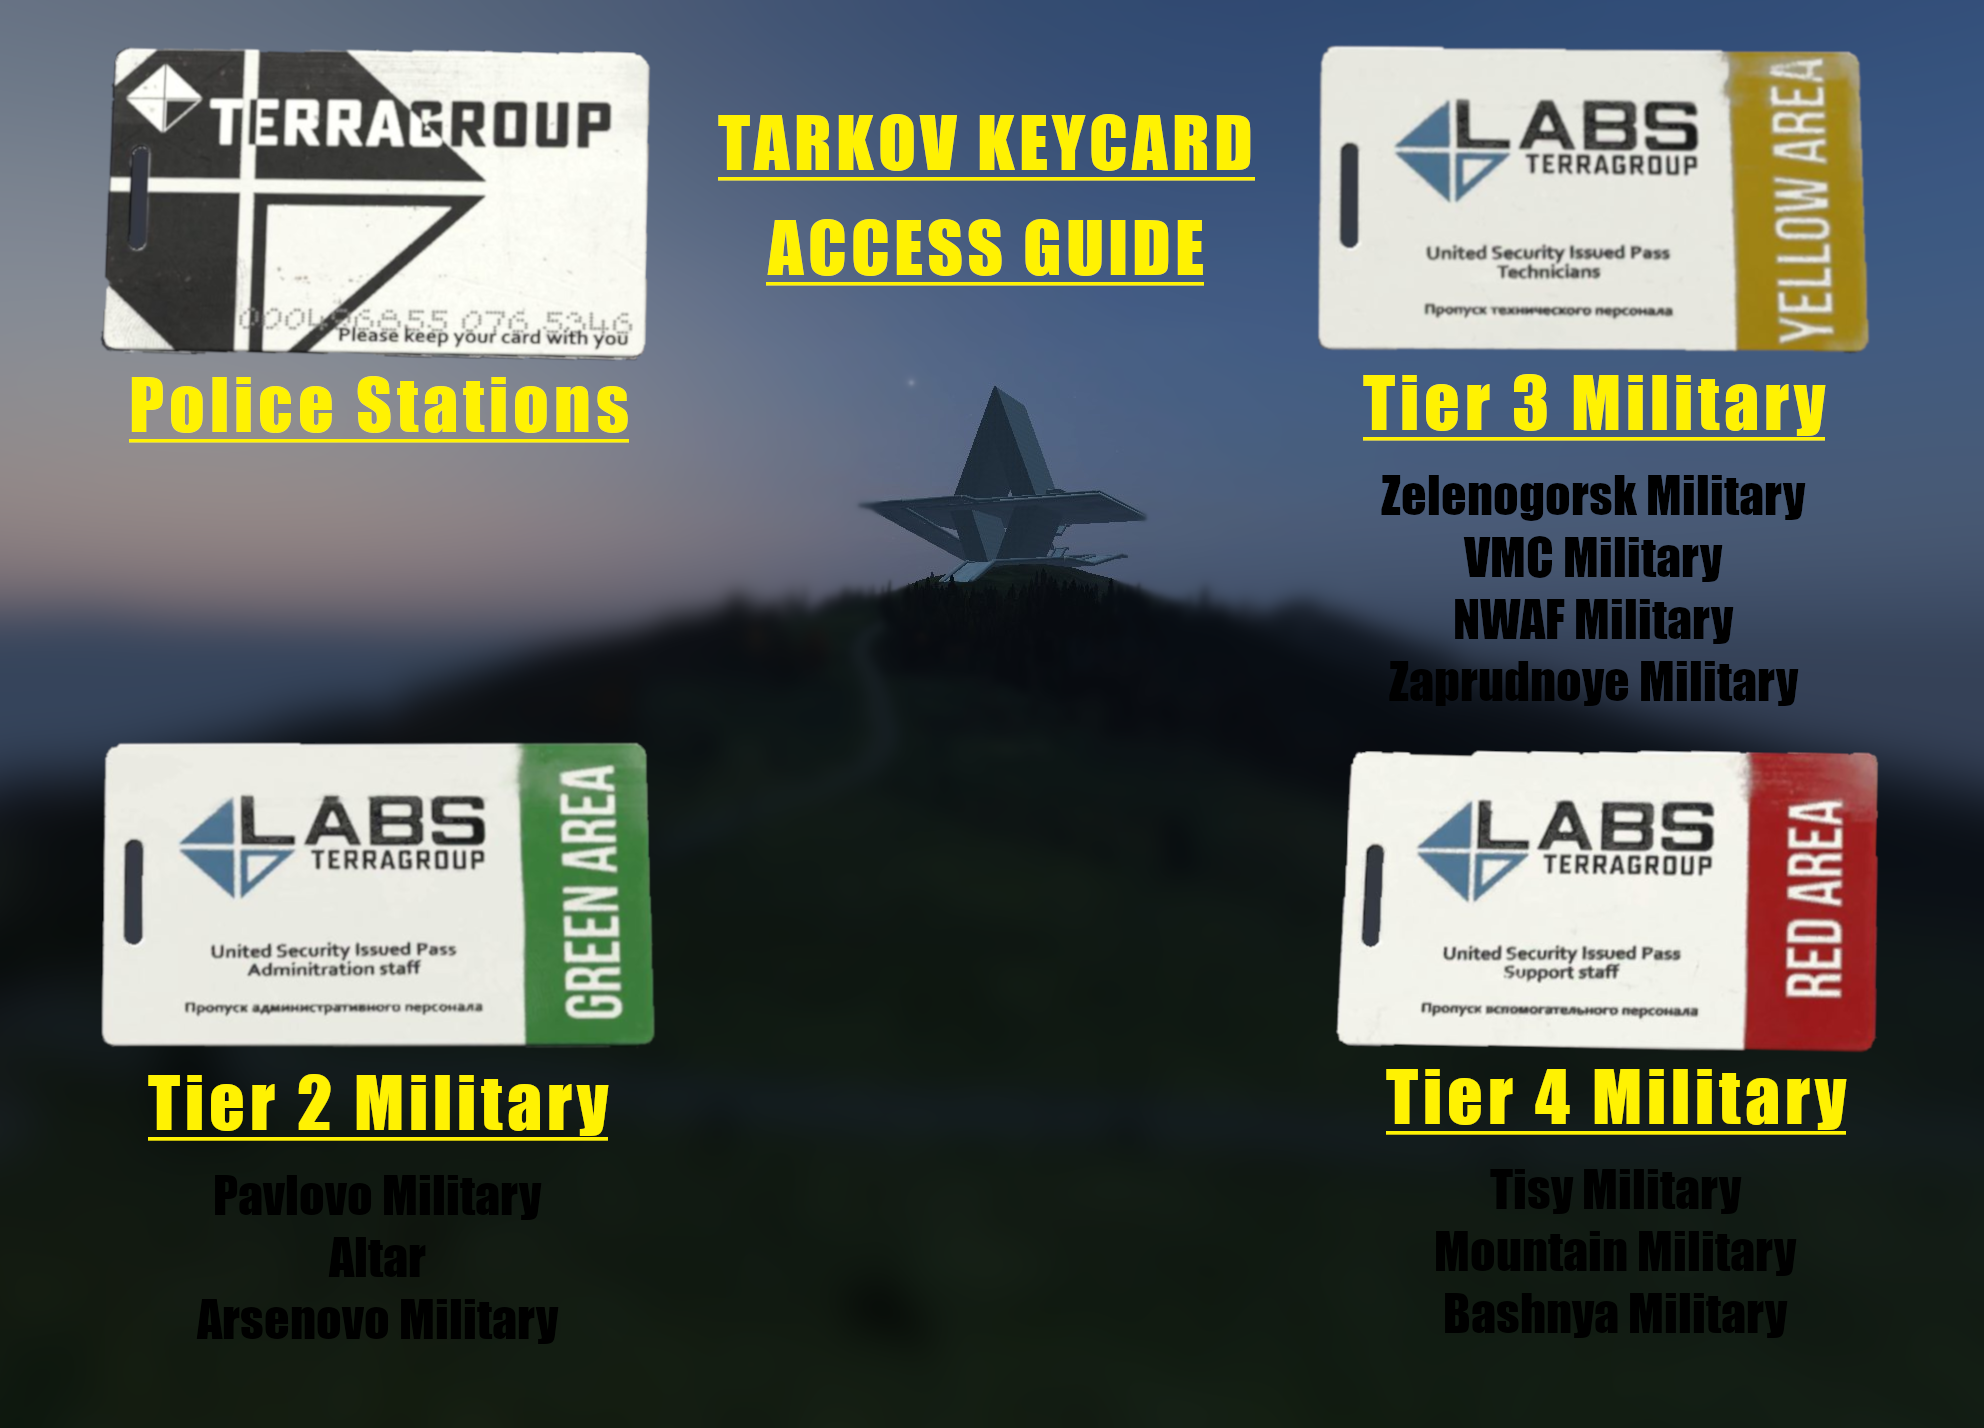 TERRAGROUP
000496855 076 5346
Please keep your card with you
Police Stations
TARKOV KEYCARD
ACCESS GUIDE
LABS
TERRAGROUP
United Security Issued Pass
Technicians
Пропуск технического персонала
YELLOW AREA
Tier 3 Military
Zelenogorsk Military
VMC Military
NWAF Military
Zaprudnoye Military
LABS
TERRAGROUP
United Security Issued Pass
Adminitration staff
Пропуск административного персонала
GREEN AREA
Tier 2 Military
Pavlovo Military
Altar
Arsenovo Military
LABS
TERRAGROUP
United Security Issued Pass
Support staff
Пропуск вспомогательного персонала
RED AREA
Tier 4 Military
Tisy Military
Mountain Military
Bashnya Military